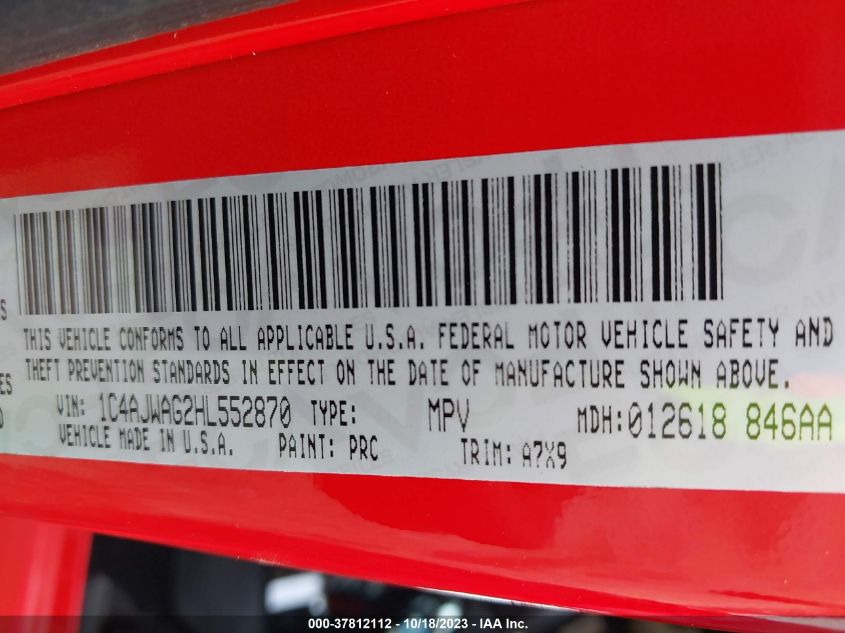 THIS VEHICLE CONFORMS TO ALL APPLICABLE U.S.A. FEDERAL MOTOR VEHICLE SAFETY AND
THEFT PREVENTION STANDARDS IN EFFECT ON THE DATE OF MANUFACTURE SHOWN ABOVE.
VIN: 1C4AJWAG2HL552870 TYPE: MPV MDH:012618 846AA
VEHICLE MADE IN U.S.A. PAINT: PRC TRIM: A7X9
000-37812112 - 10/18/2023 - IAA Inc.